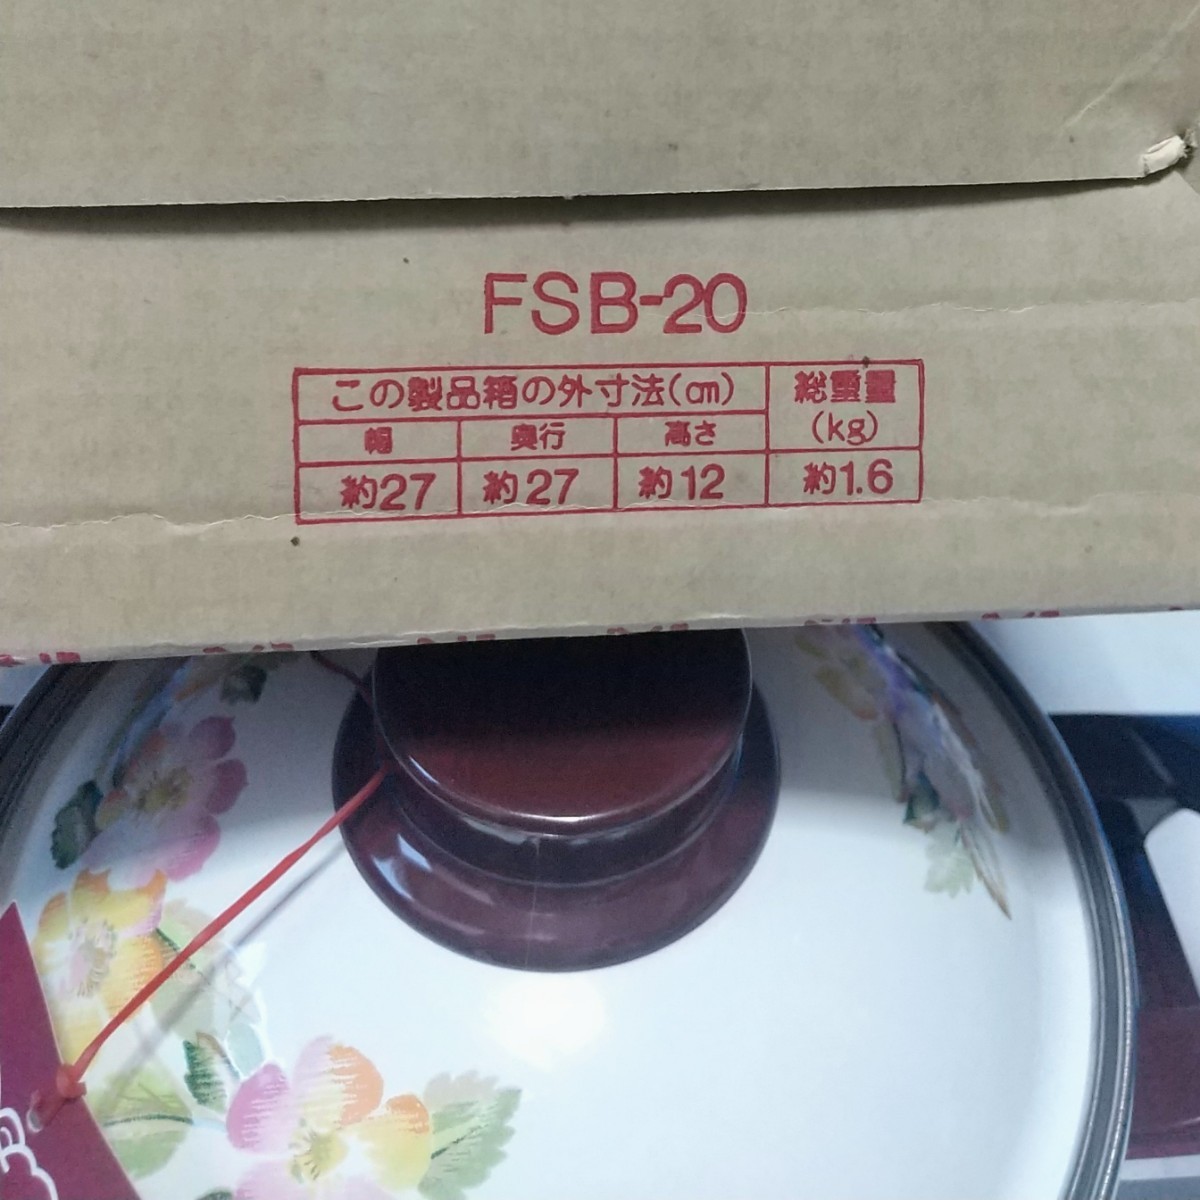 FSB-20
この製品箱の外寸法(cm) 総重量(kg)
幅 奥行 高さ
約27 約27 約12 約1.6